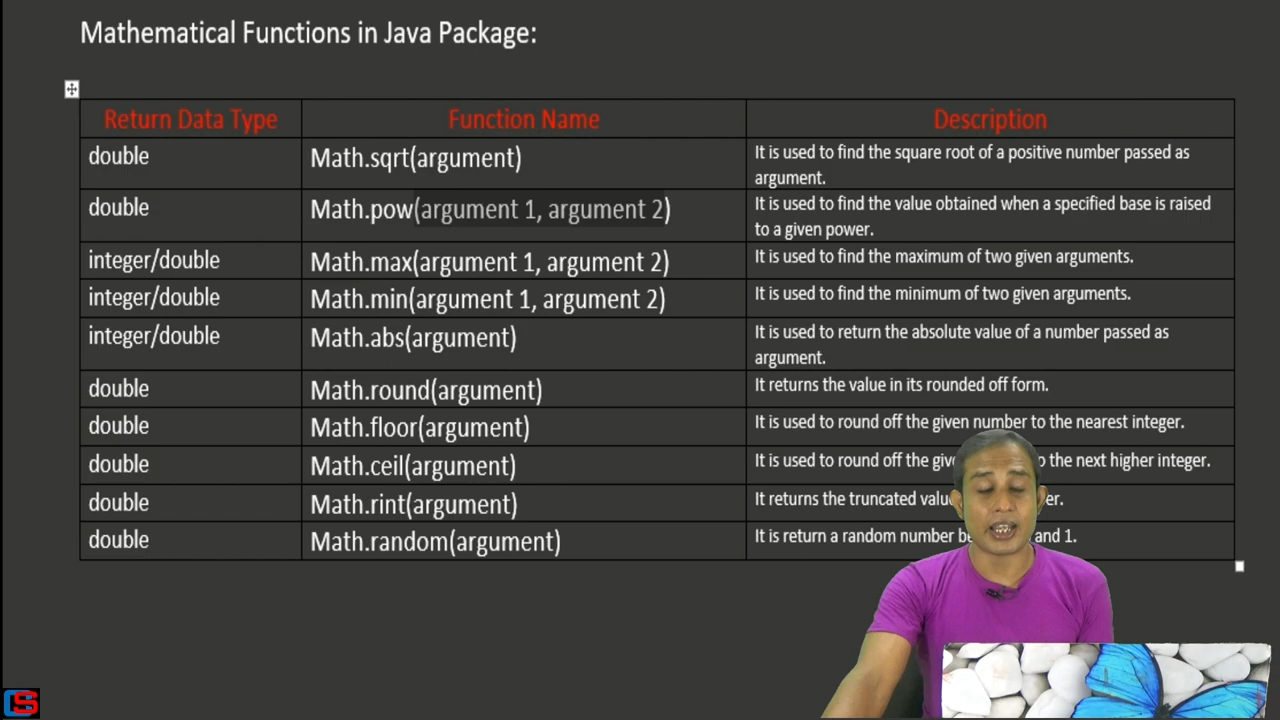 Mathematical Functions in Java Package:
Return Data Type Function Name Description
double Math.sqrt(argument) It is used to find the square root of a positive number passed as
argument.
double Math.pow(argument 1, argument 2) It is used to find the value obtained when a specified base is raised
to a given power.
integer/double Math.max(argument 1, argument 2) It is used to find the maximum of two given arguments.
integer/double Math.min(argument 1, argument 2) It is used to find the minimum of two given arguments.
integer/double Math.abs(argument) It is used to return the absolute value of a number passed as
argument.
double Math.round(argument) It returns the value in its rounded off form.
double Math.floor(argument) It is used to round off the given number to the nearest integer.
double Math.ceil(argument) It is used to round off the the next higher integer.
double Math.rint(argument) It returns the truncated
double Math.random(argument) It is return a random number and 1.
CS